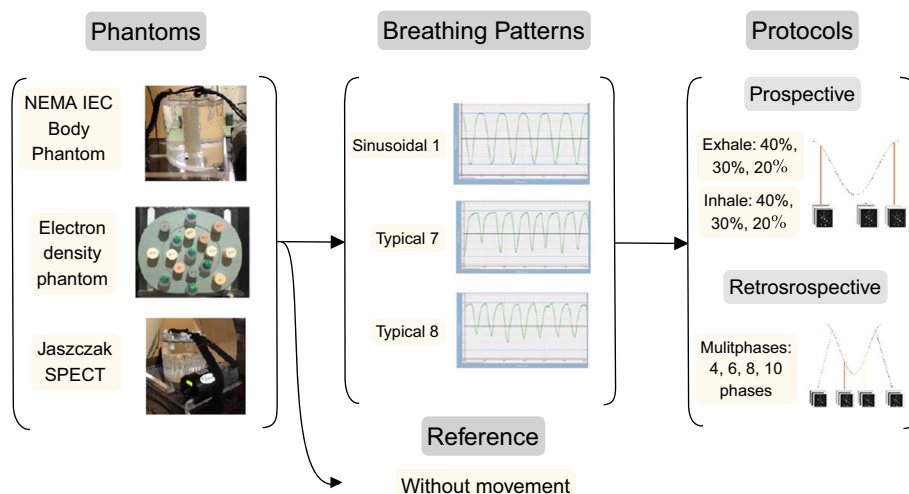 Phantoms
NEMA IEC
Body
Phantom
Electron
density
phantom
Jaszczak
SPECT
Breathing Patterns
Sinusoidal 1
Typical 7
Typical 8
Reference
Without movement
Protocols
Prospective
Exhale: 40%,
30%, 20%
Inhale: 40%,
30%, 20%
Retrosrospective
Mulitphases:
4, 6, 8, 10
phases